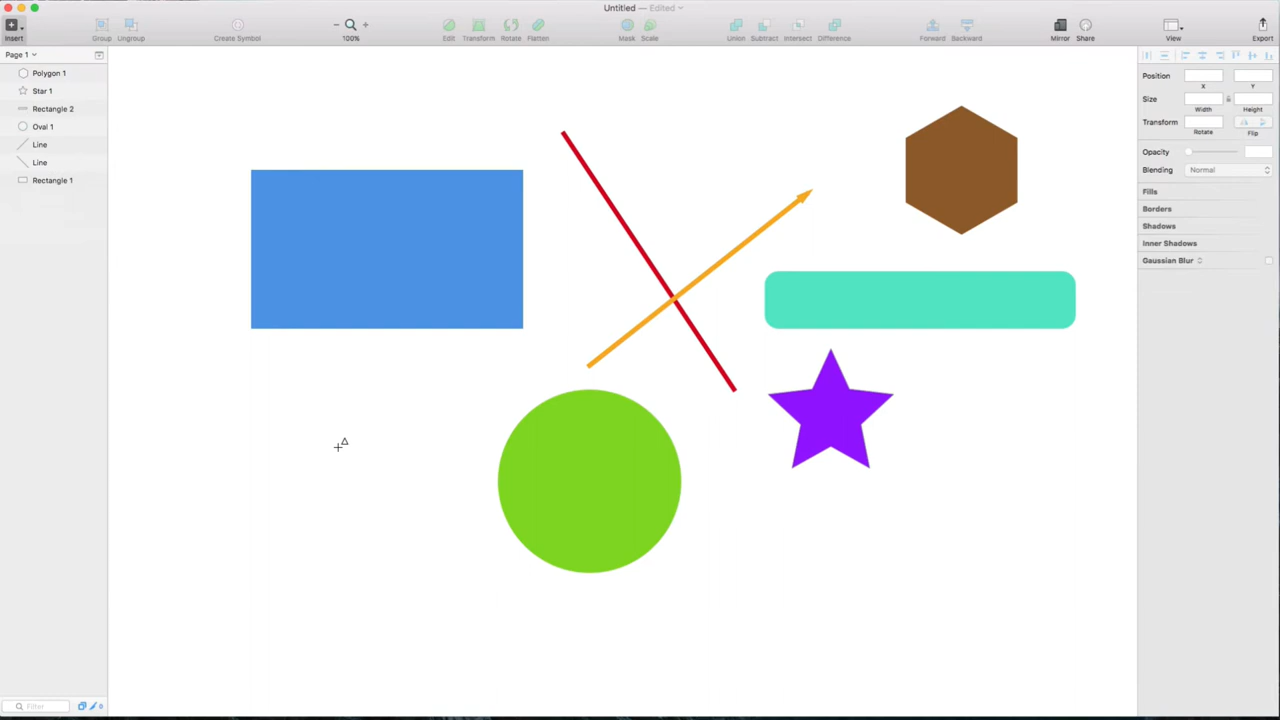 Untitled — Edited
Insert
Group
Ungroup
Create Symbol
100%
Edit
Transform
Rotate
Flatten
Mask
Scale
Union
Subtract
Intersect
Difference
Forward
Backward
Mirror
Share
View
Export
Page 1
Polygon 1
Star 1
Rectangle 2
Oval 1
Line
Line
Rectangle 1
Filter
0
Position
X
Y
Size
Width
Height
Transform
Rotate
Flip
Opacity
Blending
Normal
Fills
Borders
Shadows
Inner Shadows
Gaussian Blur